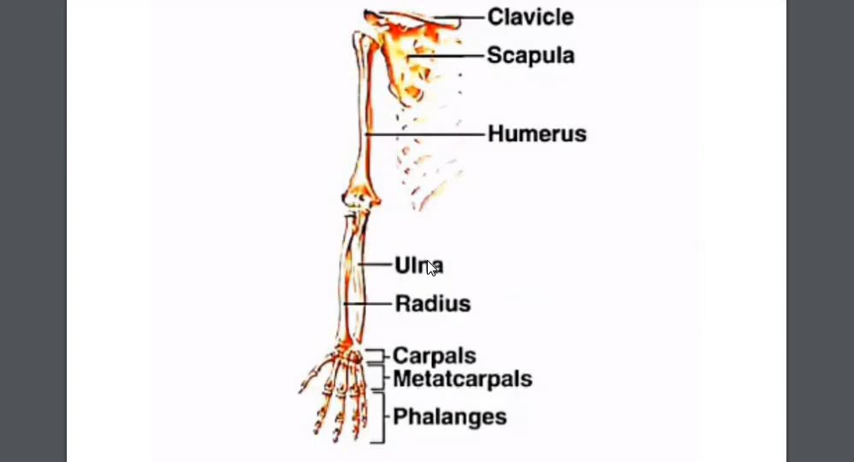 Clavicle
Scapula
Humerus
Ulna
Radius
Carpals
Metatcarpals
Phalanges